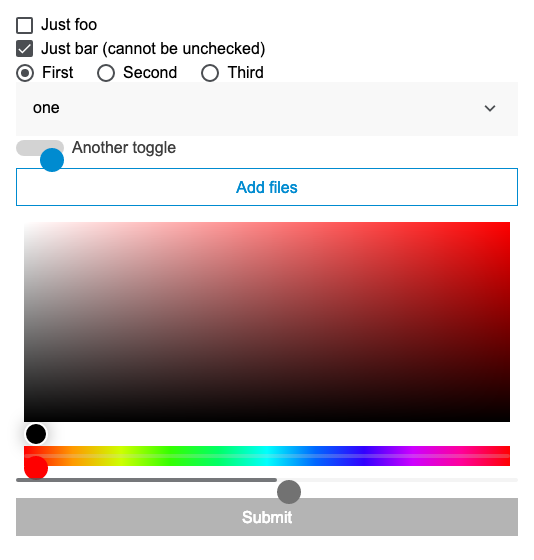 Just foo
Just bar (cannot be unchecked)
First Second Third
one
Another toggle
Add files
Submit